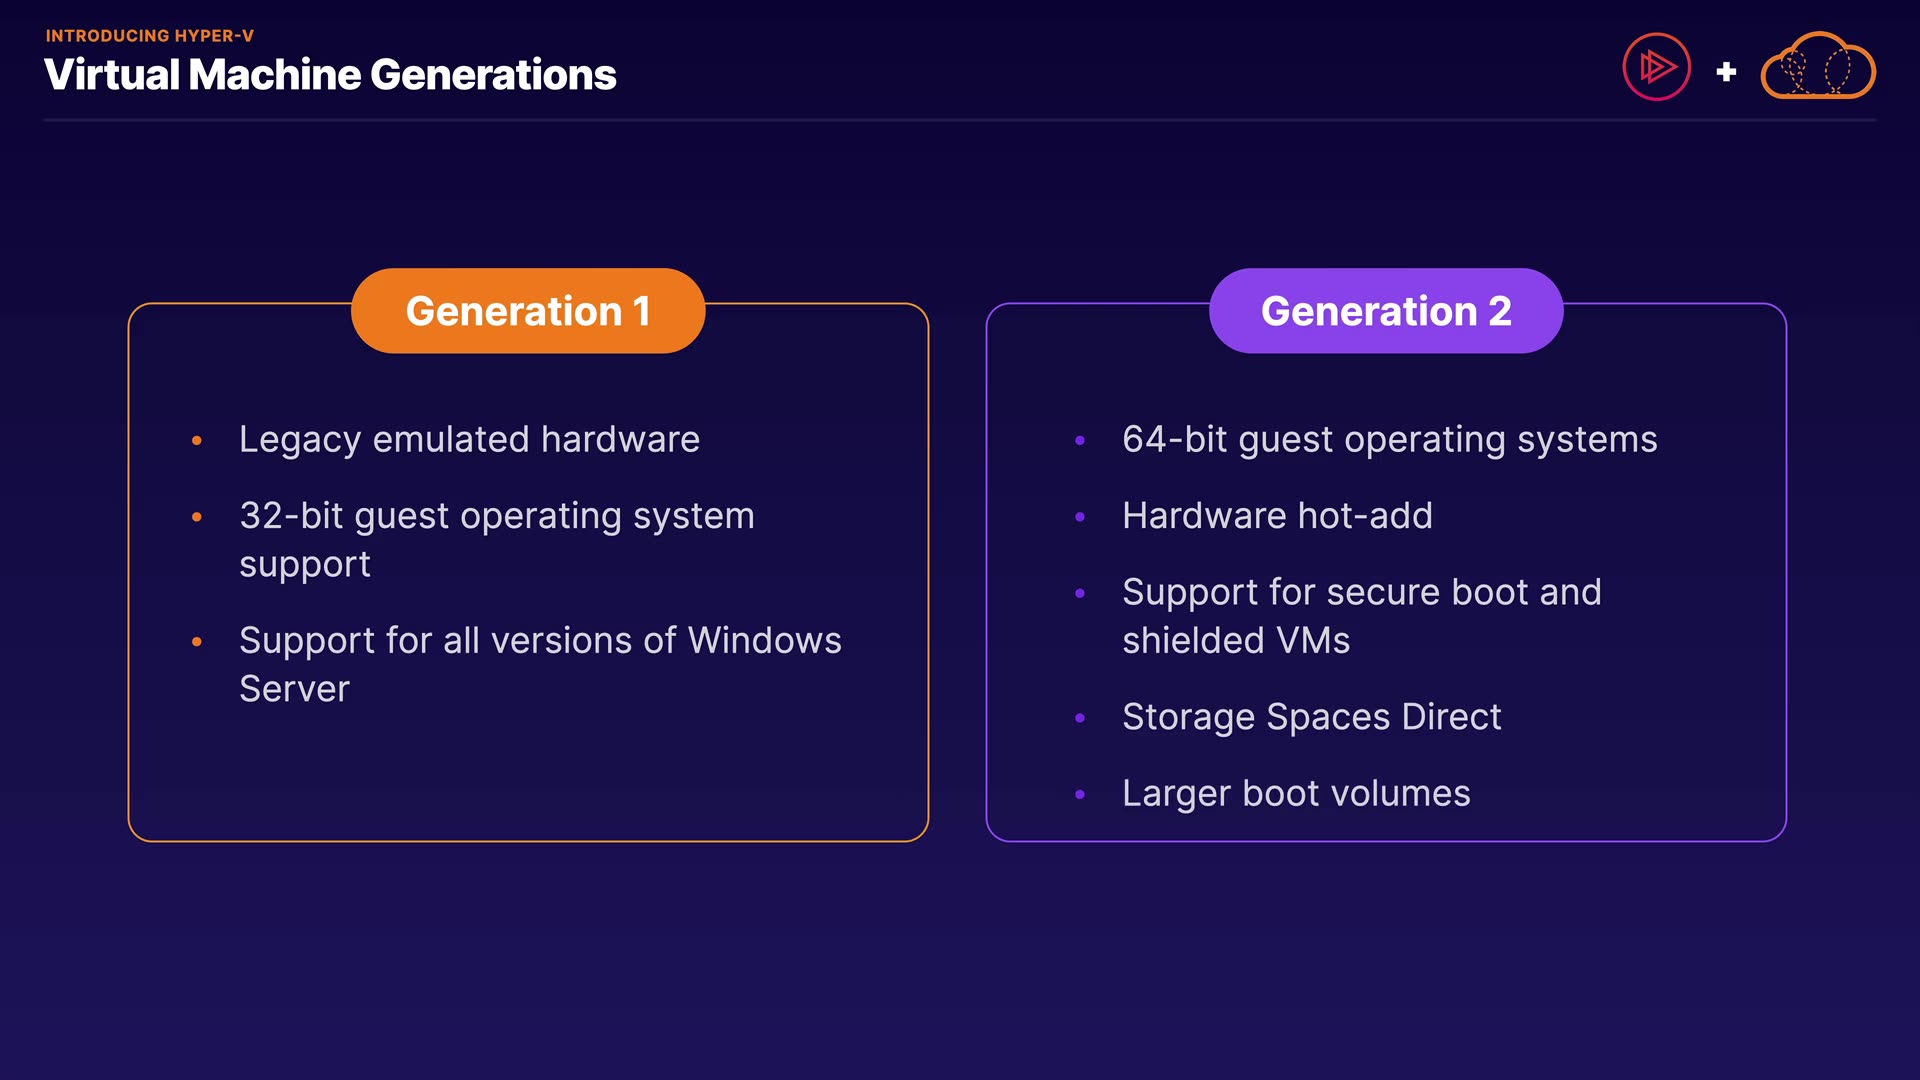 INTRODUCING HYPER-V
Virtual Machine Generations
+
Generation 1
• Legacy emulated hardware
• 32-bit guest operating system
support
• Support for all versions of Windows
Server
Generation 2
• 64-bit guest operating systems
• Hardware hot-add
• Support for secure boot and
shielded VMs
• Storage Spaces Direct
• Larger boot volumes